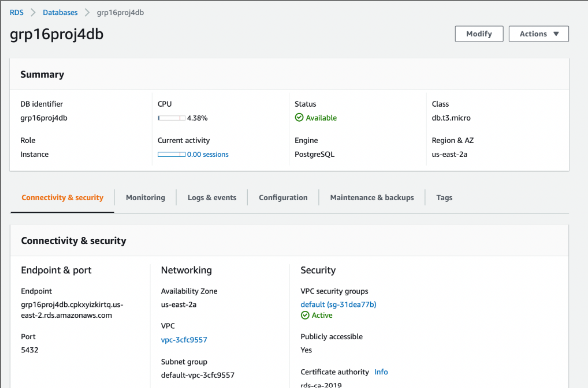 RDS > Databases > grp16proj4db
grp16proj4db
Modify
Actions ▼
Summary
DB identifier
CPU
Status
Class
grp16proj4db
4.38%
Available
db.t3.micro
Role
Current activity
Engine
Region & AZ
Instance
0.00 sessions
PostgreSQL
us-east-2a
Connectivity & security
Monitoring
Logs & events
Configuration
Maintenance & backups
Tags
Connectivity & security
Endpoint & port
Endpoint
grp16proj4db.cpkxyizkirtq.us-
east-2.rds.amazonaws.com
Port
5432
Networking
Availability Zone
us-east-2a
VPC
vpc-3cfc9557
Subnet group
default-vpc-3cfc9557
Security
VPC security groups
default (sg-31dea77b)
Active
Publicly accessible
Yes
Certificate authority Info
rds-ca-2019